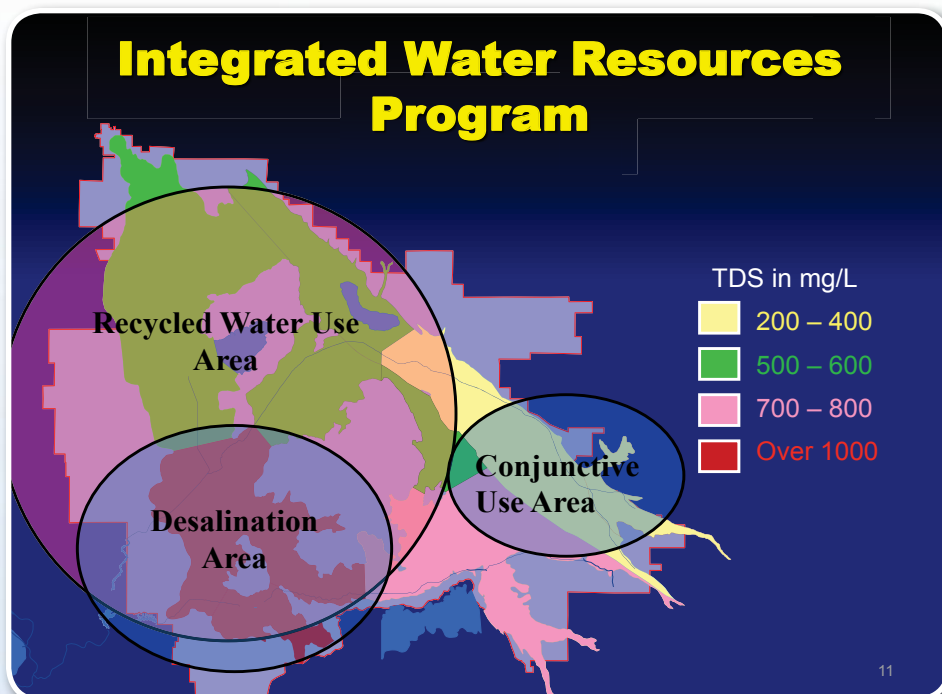 Integrated Water Resources
Program
TDS in mg/L
200 – 400
500 – 600
700 – 800
Over 1000
Recycled Water Use
Area
Conjunctive
Use Area
Desalination
Area
11